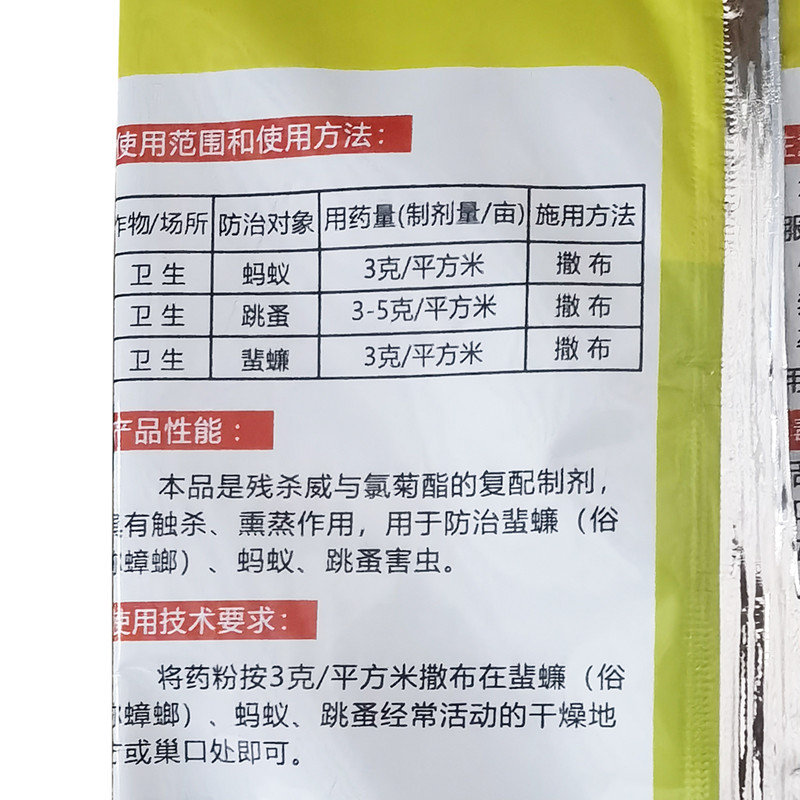 使用范围和使用方法：
作物/场所 防治对象 用药量(制剂量/亩) 施用方法
卫生 蚂蚁 3克/平方米 撒布
卫生 跳蚤 3-5克/平方米 撒布
卫生 蜚蠊 3克/平方米 撒布
产品性能：
本品是残杀威与氯菊酯的复配制剂，
具有触杀、熏蒸作用，用于防治蜚蠊（俗
称蟑螂）、蚂蚁、跳蚤害虫。
使用技术要求：
将药粉按3克/平方米撒布在蜚蠊（俗
称蟑螂）、蚂蚁、跳蚤经常活动的干燥地
方或巢口处即可。